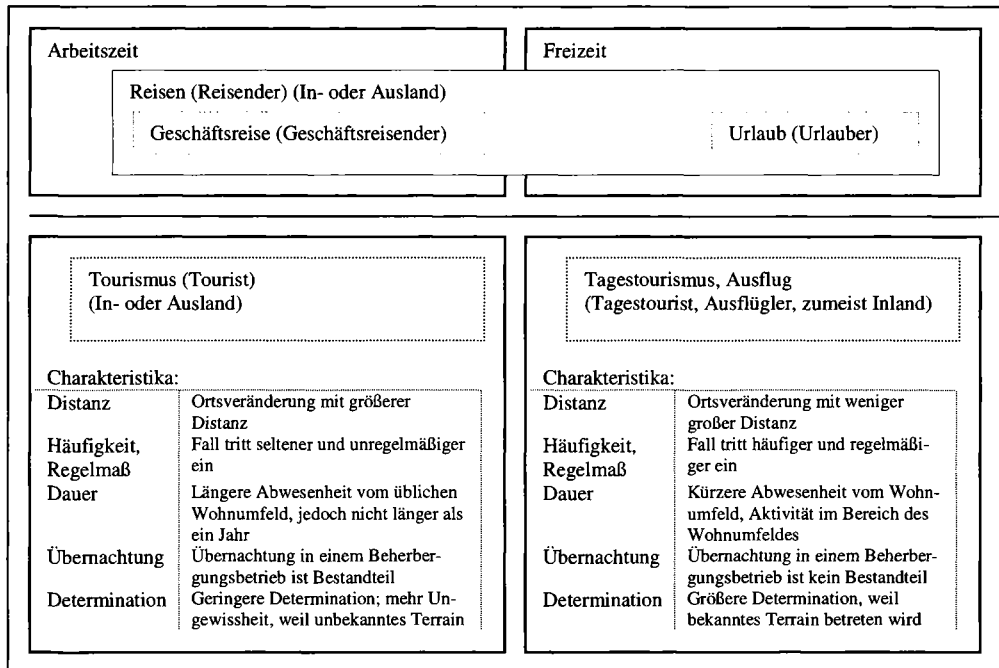 Arbeitszeit
Freizeit
Reisen (Reisender) (In- oder Ausland)
Geschäftsreise (Geschäftsreisender)
Urlaub (Urlauber)
Tourismus (Tourist)
(In- oder Ausland)
Charakteristika:
Distanz
Ortsveränderung mit größerer
Distanz
Häufigkeit,
Regelmaß
Fall tritt seltener und unregelmäßiger
ein
Dauer
Längere Abwesenheit vom üblichen
Wohnumfeld, jedoch nicht länger als
ein Jahr
Übernachtung
Übernachtung in einem Beherber-
gungsbetrieb ist Bestandteil
Determination
Geringere Determination; mehr Un-
gewissheit, weil unbekanntes Terrain
Tagestourismus, Ausflug
(Tagestourist, Ausflügler, zumeist Inland)
Charakteristika:
Distanz
Ortsveränderung mit weniger
großer Distanz
Häufigkeit,
Regelmaß
Fall tritt häufiger und regelmäßi-
ger ein
Dauer
Kürzere Abwesenheit vom Wohn-
umfeld, Aktivität im Bereich des
Wohnumfeldes
Übernachtung
Übernachtung in einem Beherber-
gungsbetrieb ist kein Bestandteil
Determination
Größere Determination, weil
bekanntes Terrain betreten wird